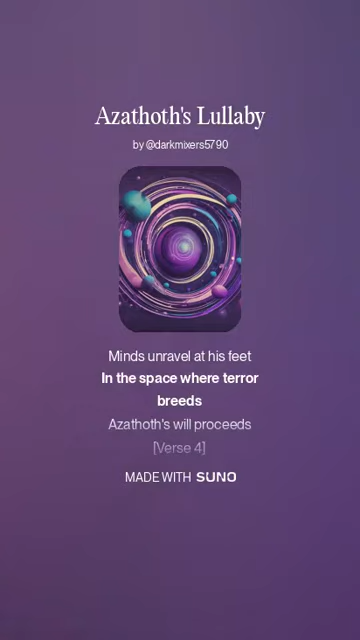 Azathoth's Lullaby
by @darkmixers5790
Minds unravel at his feet
In the space where terror
breeds
Azathoth's will proceeds
[Verse 4]
MADE WITH SUNO